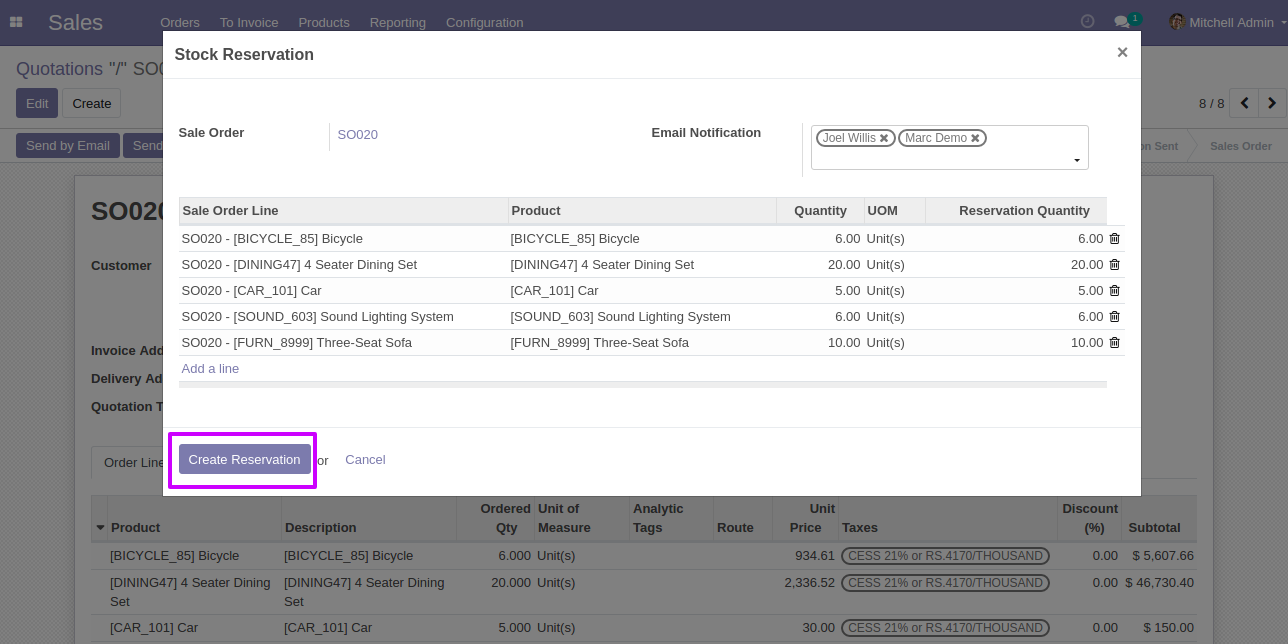 Sales Orders To Invoice Products Reporting Configuration 1 Mitchell Admin
Stock Reservation ×
Quotations "/" SO0
Edit Create 8 / 8
Sale Order SO020 Email Notification Joel Willis Marc Demo
Send by Email Send on Sent Sales Order
Sale Order Line Product Quantity UOM Reservation Quantity
SO020
SO020 - [BICYCLE_85] Bicycle [BICYCLE_85] Bicycle 6.00 Unit(s) 6.00
SO020 - [DINING47] 4 Seater Dining Set [DINING47] 4 Seater Dining Set 20.00 Unit(s) 20.00
Customer
SO020 - [CAR_101] Car [CAR_101] Car 5.00 Unit(s) 5.00
SO020 - [SOUND_603] Sound Lighting System [SOUND_603] Sound Lighting System 6.00 Unit(s) 6.00
SO020 - [FURN_8999] Three-Seat Sofa [FURN_8999] Three-Seat Sofa 10.00 Unit(s) 10.00
Invoice Add
Add a line
Delivery Ad
Quotation T
Create Reservation or Cancel
Order Line
Product Description Ordered Qty Unit of Measure Analytic Tags Route Unit Price Taxes Discount (%) Subtotal
[BICYCLE_85] Bicycle [BICYCLE_85] Bicycle 6.000 Unit(s) 934.61 CESS 21% or RS.4170/THOUSAND 0.00 $ 5,607.66
[DINING47] 4 Seater Dining [DINING47] 4 Seater Dining 20.000 Unit(s) 2,336.52 CESS 21% or RS.4170/THOUSAND 0.00 $ 46,730.40
Set Set
[CAR_101] Car [CAR_101] Car 5.000 Unit(s) 30.00 CESS 21% or RS.4170/THOUSAND 0.00 $ 150.00